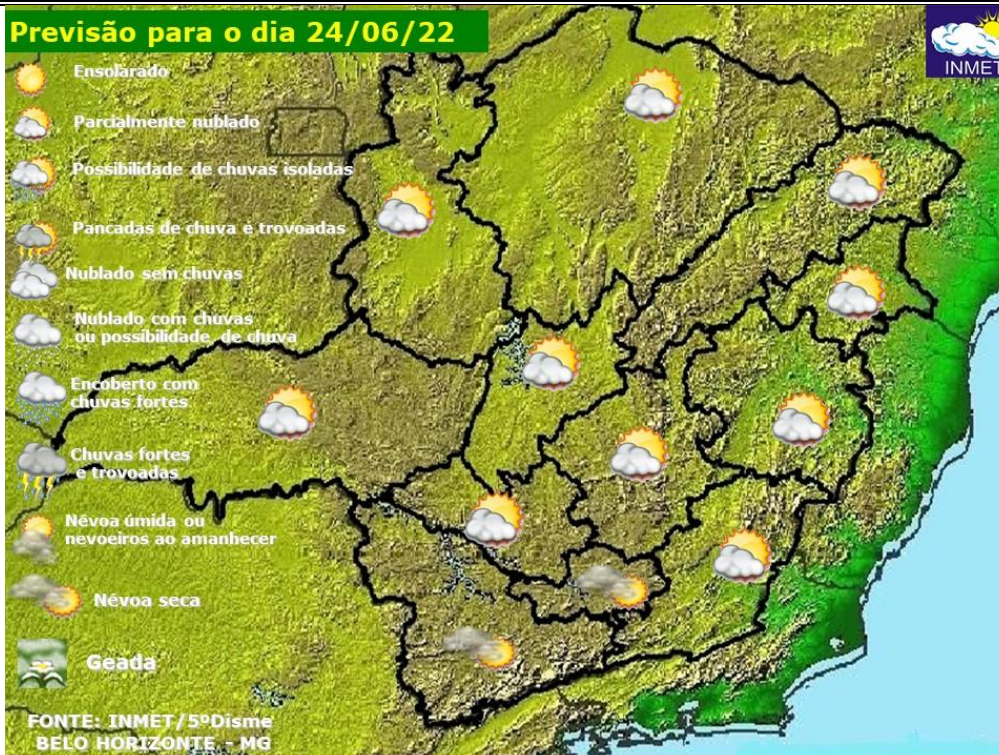 Previsão para o dia 24/06/22
INMET
Ensolarado
Parcialmente nublado
Possibilidade de chuvas isoladas
Pancadas de chuva e trovoadas
Nublado sem chuvas
Nublado com chuvas
ou possibilidade de chuva
Encoberto com
chuvas fortes
Chuvas fortes
e trovoadas
Névoa úmida ou
nevoeiros ao amanhecer
Névoa seca
Geada
FONTE: INMET/5ºDisme
BELO HORIZONTE - MG